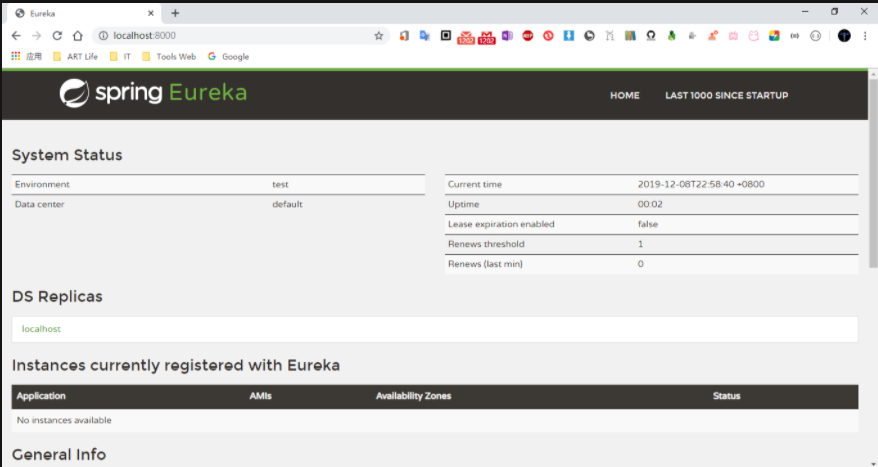 Eureka
localhost:8000
1202
1202
ABP
应用
ART Life
IT
Tools Web
G Google
spring Eureka
HOME
LAST 1000 SINCE STARTUP
System Status
Environment test
Data center default
Current time 2019-12-08T22:58:40 +0800
Uptime 00:02
Lease expiration enabled false
Renews threshold 1
Renews (last min) 0
DS Replicas
localhost
Instances currently registered with Eureka
Application AMIs Availability Zones Status
No instances available
General Info